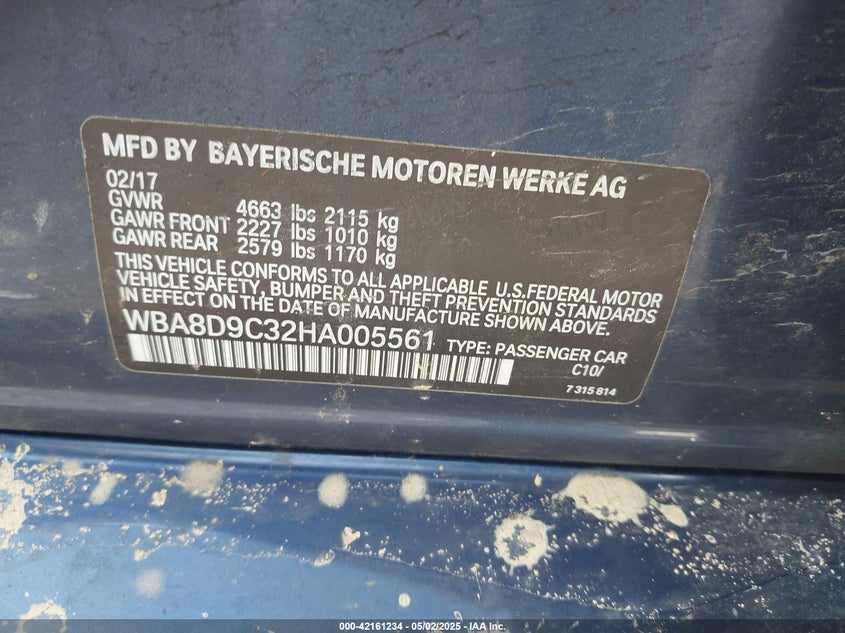 MFD BY BAYERISCHE MOTOREN WERKE AG
02/17
GVWR 4663 lbs 2115 kg
GAWR FRONT 2227 lbs 1010 kg
GAWR REAR 2579 lbs 1170 kg
THIS VEHICLE CONFORMS TO ALL APPLICABLE U.S.FEDERAL MOTOR
VEHICLE SAFETY, BUMPER AND THEFT PREVENTION STANDARDS
IN EFFECT ON THE DATE OF MANUFACTURE SHOWN ABOVE.
WBA8D9C32HA005561 TYPE: PASSENGER CAR
C10/
7 315 814
000-42161234 - 05/02/2025 - IAA Inc.